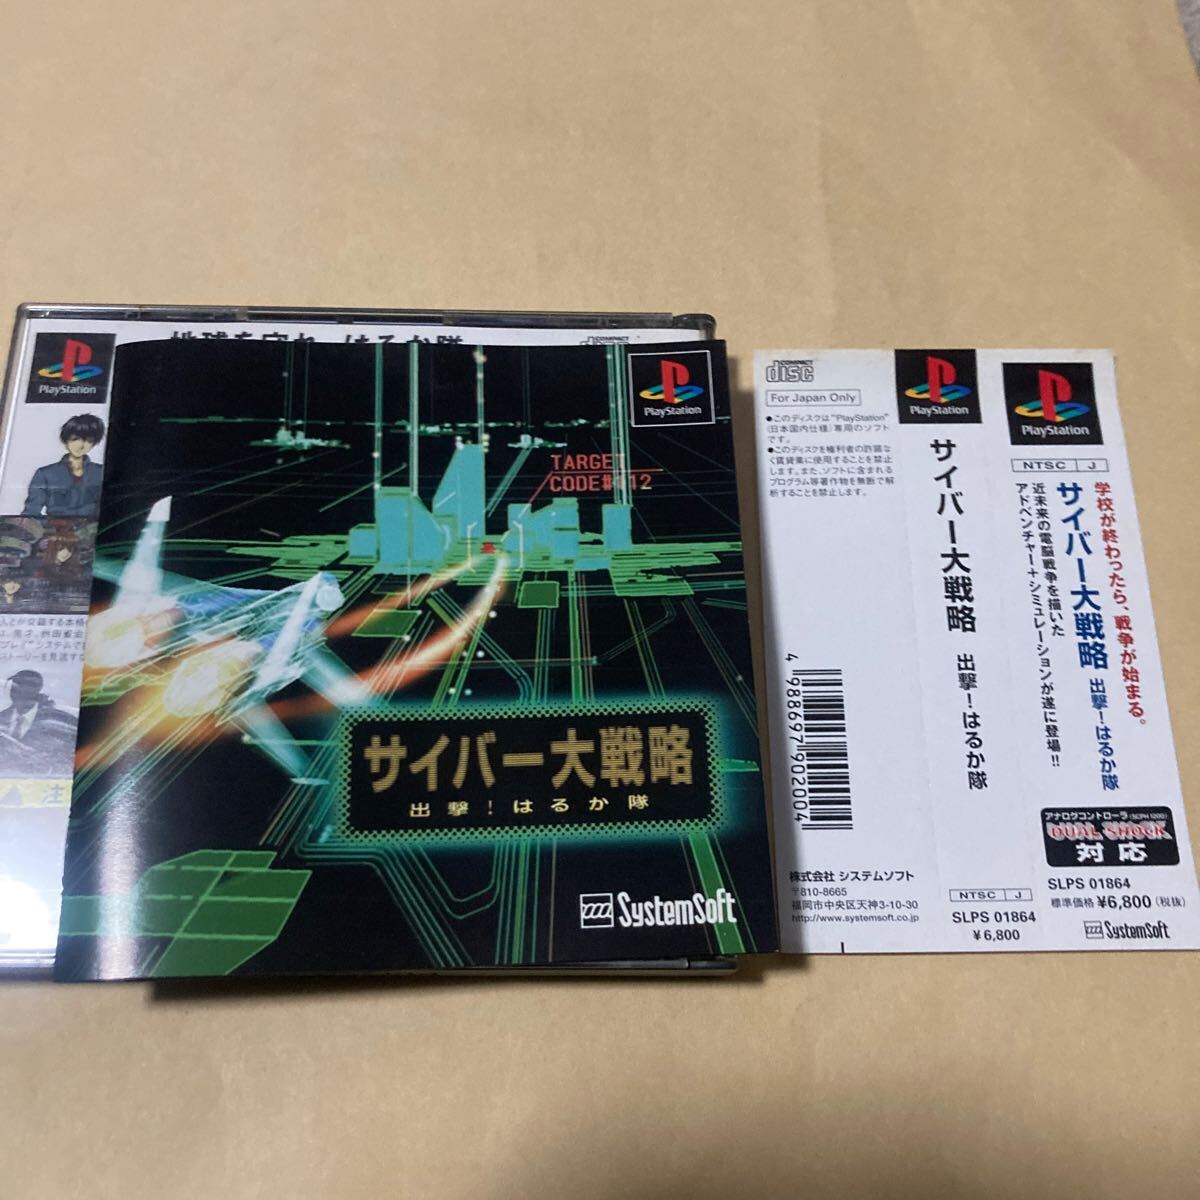 地球を守れ はるか隊
COMPACT
PlayStation
注
PlayStation
TARGET
サイバー大戦略
出撃！はるか隊
SystemSoft
COMPACT
disc
For Japan Only
●このディスクは"PlayStation"
(日本国内仕様)専用のソフト
です。
●このディスクを権利者の許諾な
く賃貸業に使用することを禁止
します。また、ソフトに含まれる
プログラム等著作物を無断で解
析することを禁止します。
4 988697 902004
株式会社 システムソフト
〒810-8665
福岡市中央区天神3-10-30
http://www.systemsoft.co.jp
PlayStation
サイバー大戦略 出撃！はるか隊
NTSC J
SLPS 01864
¥6,800
PlayStation
NTSC J
学校が終わったら、戦争が始まる。
サイバー大戦略 出撃！はるか隊
近未来の電脳戦争を描いた
アドベンチャー＋シミュレーションが遂に登場!!
アナログコントローラ(SCPH 1200)
DUAL SHOCK
対応
SLPS 01864
標準価格 ¥6,800(税抜)
SystemSoft